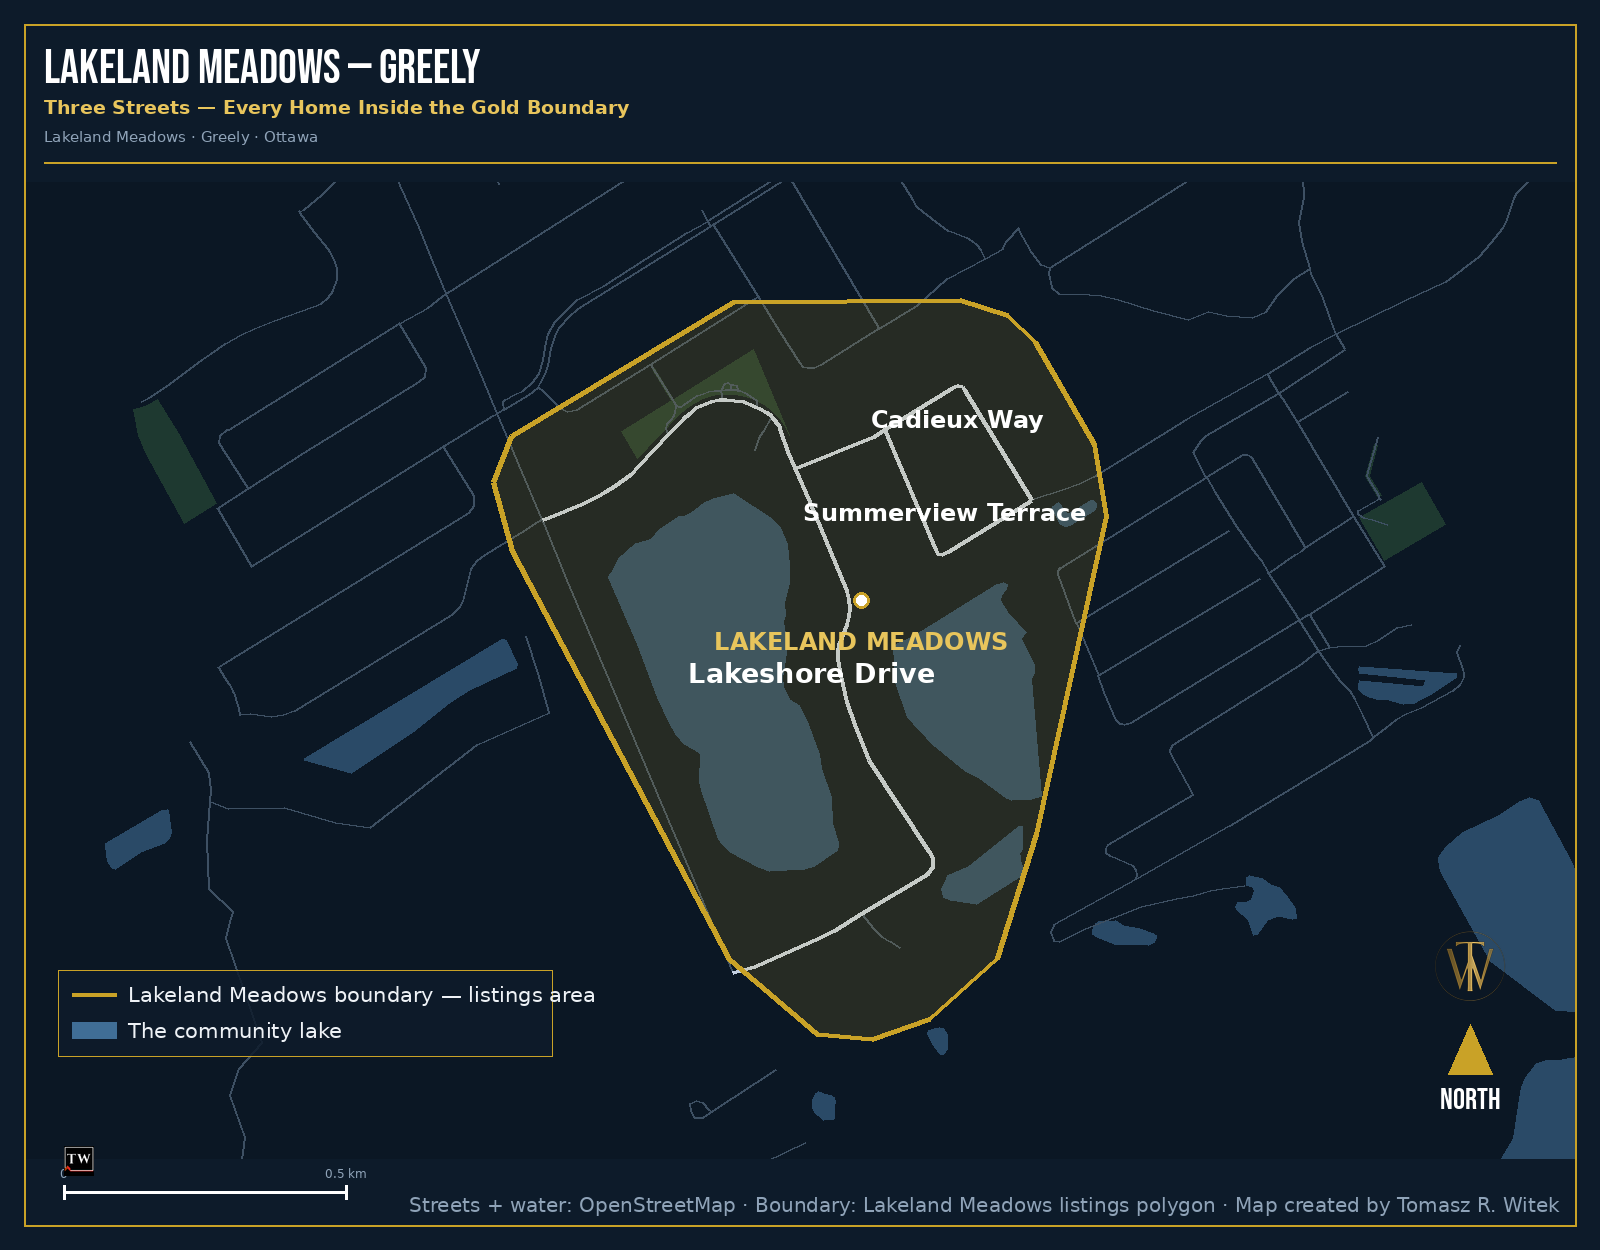 LAKELAND MEADOWS — GREELY
Three Streets — Every Home Inside the Gold Boundary
Lakeland Meadows · Greely · Ottawa
Cadieux Way
Summerview Terrace
LAKELAND MEADOWS
Lakeshore Drive
Lakeland Meadows boundary — listings area
The community lake
TW
NORTH
TW
0 0.5 km
Streets + water: OpenStreetMap · Boundary: Lakeland Meadows listings polygon · Map created by Tomasz R. Witek